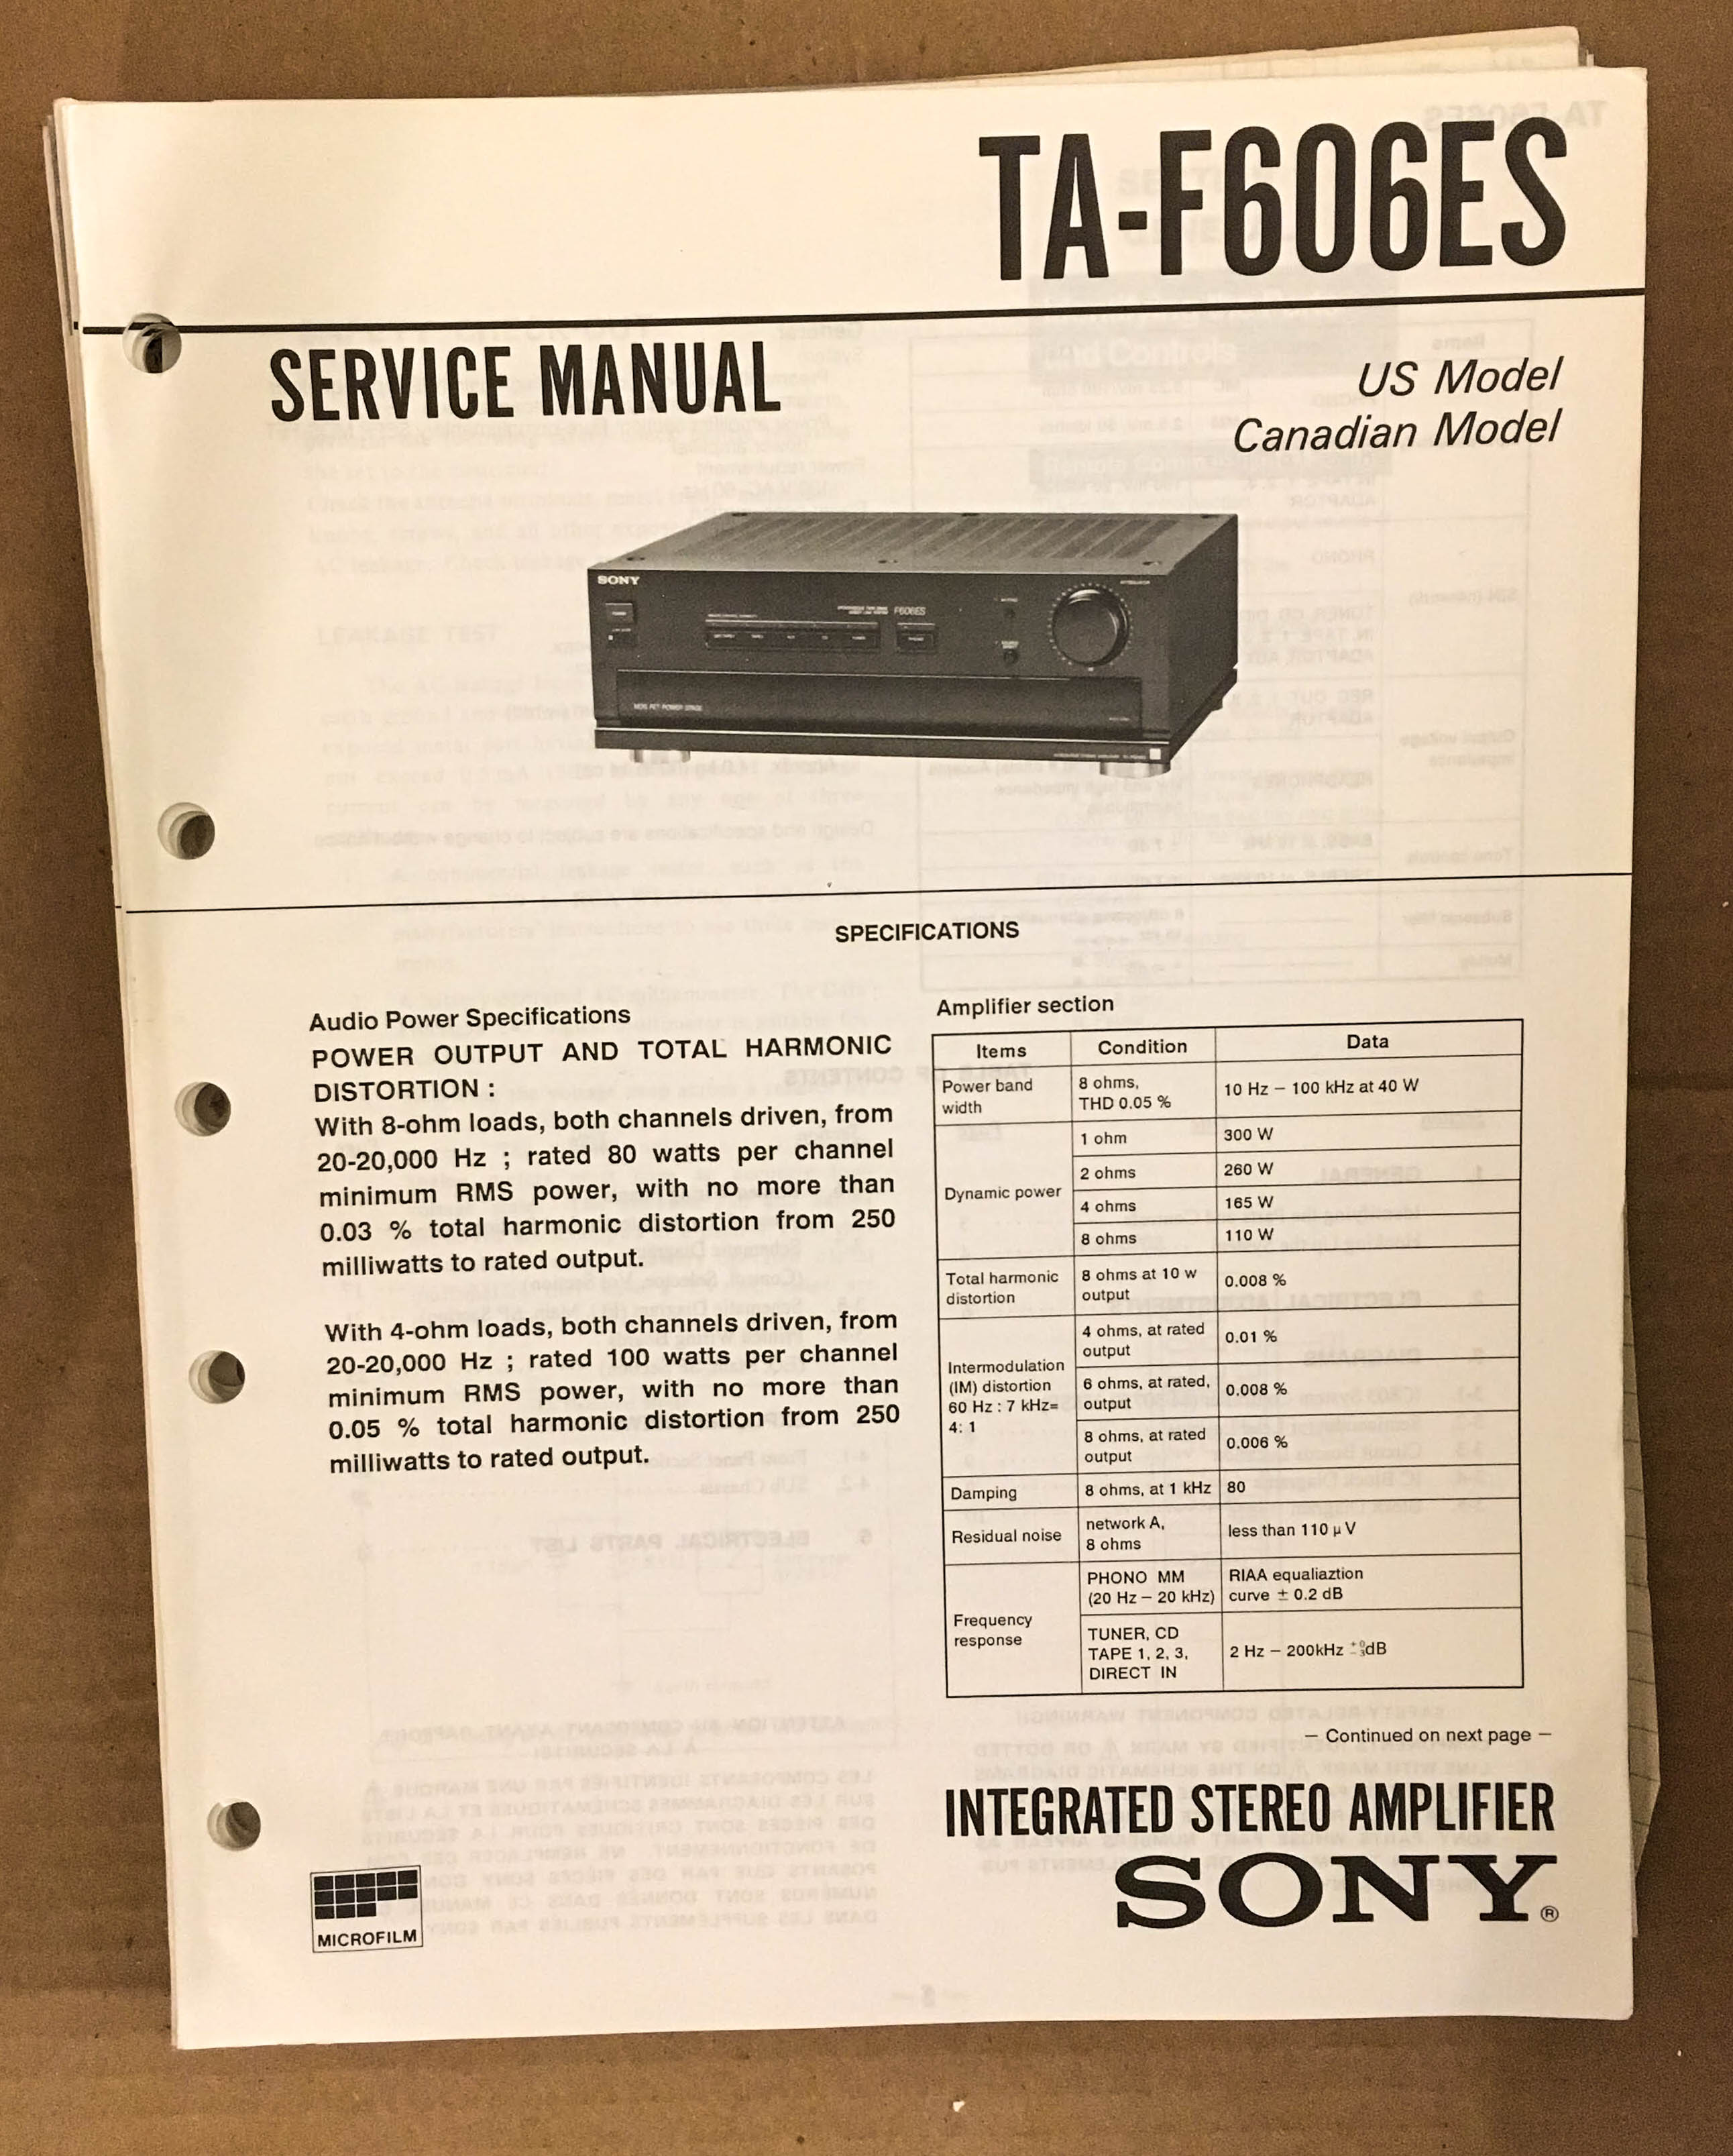 TA-F606ES
SERVICE MANUAL
US Model
Canadian Model
SONY
F606ES
MOS FET POWER STAGE
SPECIFICATIONS
Audio Power Specifications
POWER OUTPUT AND TOTAL HARMONIC
DISTORTION :
With 8-ohm loads, both channels driven, from
20-20,000 Hz ; rated 80 watts per channel
minimum RMS power, with no more than
0.03 % total harmonic distortion from 250
milliwatts to rated output.
With 4-ohm loads, both channels driven, from
20-20,000 Hz ; rated 100 watts per channel
minimum RMS power, with no more than
0.05 % total harmonic distortion from 250
milliwatts to rated output.
Amplifier section
Items Condition Data
Power band
width
8 ohms,
THD 0.05 %
10 Hz – 100 kHz at 40 W
Dynamic power
1 ohm 300 W
2 ohms 260 W
4 ohms 165 W
8 ohms 110 W
Total harmonic
distortion
8 ohms at 10 w
output
0.008 %
Intermodulation
(IM) distortion
60 Hz : 7 kHz=
4: 1
4 ohms, at rated
output
0.01 %
6 ohms, at rated,
output
0.008 %
8 ohms, at rated
output
0.006 %
Damping 8 ohms, at 1 kHz 80
Residual noise
network A,
8 ohms
less than 110 μV
Frequency
response
PHONO MM
(20 Hz – 20 kHz)
RIAA equaliaztion
curve ± 0.2 dB
TUNER, CD
TAPE 1, 2, 3,
DIRECT IN
2 Hz – 200kHz +0 −3 dB
– Continued on next page –
INTEGRATED STEREO AMPLIFIER
SONY®
MICROFILM